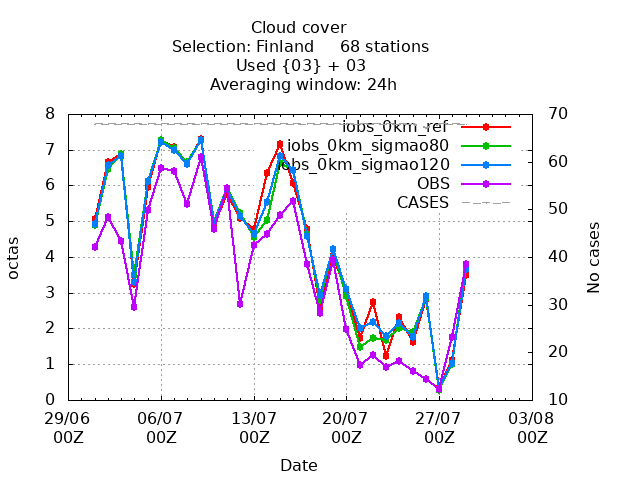 Cloud cover
Selection: Finland 68 stations
Used {03} + 03
Averaging window: 24h
8 70
iobs_0km_ref
7
iobs_0km_sigmao80
60
iobs_0km_sigmao120
6
OBS
CASES
50
5
4 40
octas
No cases
3
30
2
20
1
0 10
29/06 06/07 13/07 20/07 27/07 03/08
00Z 00Z 00Z 00Z 00Z 00Z
Date